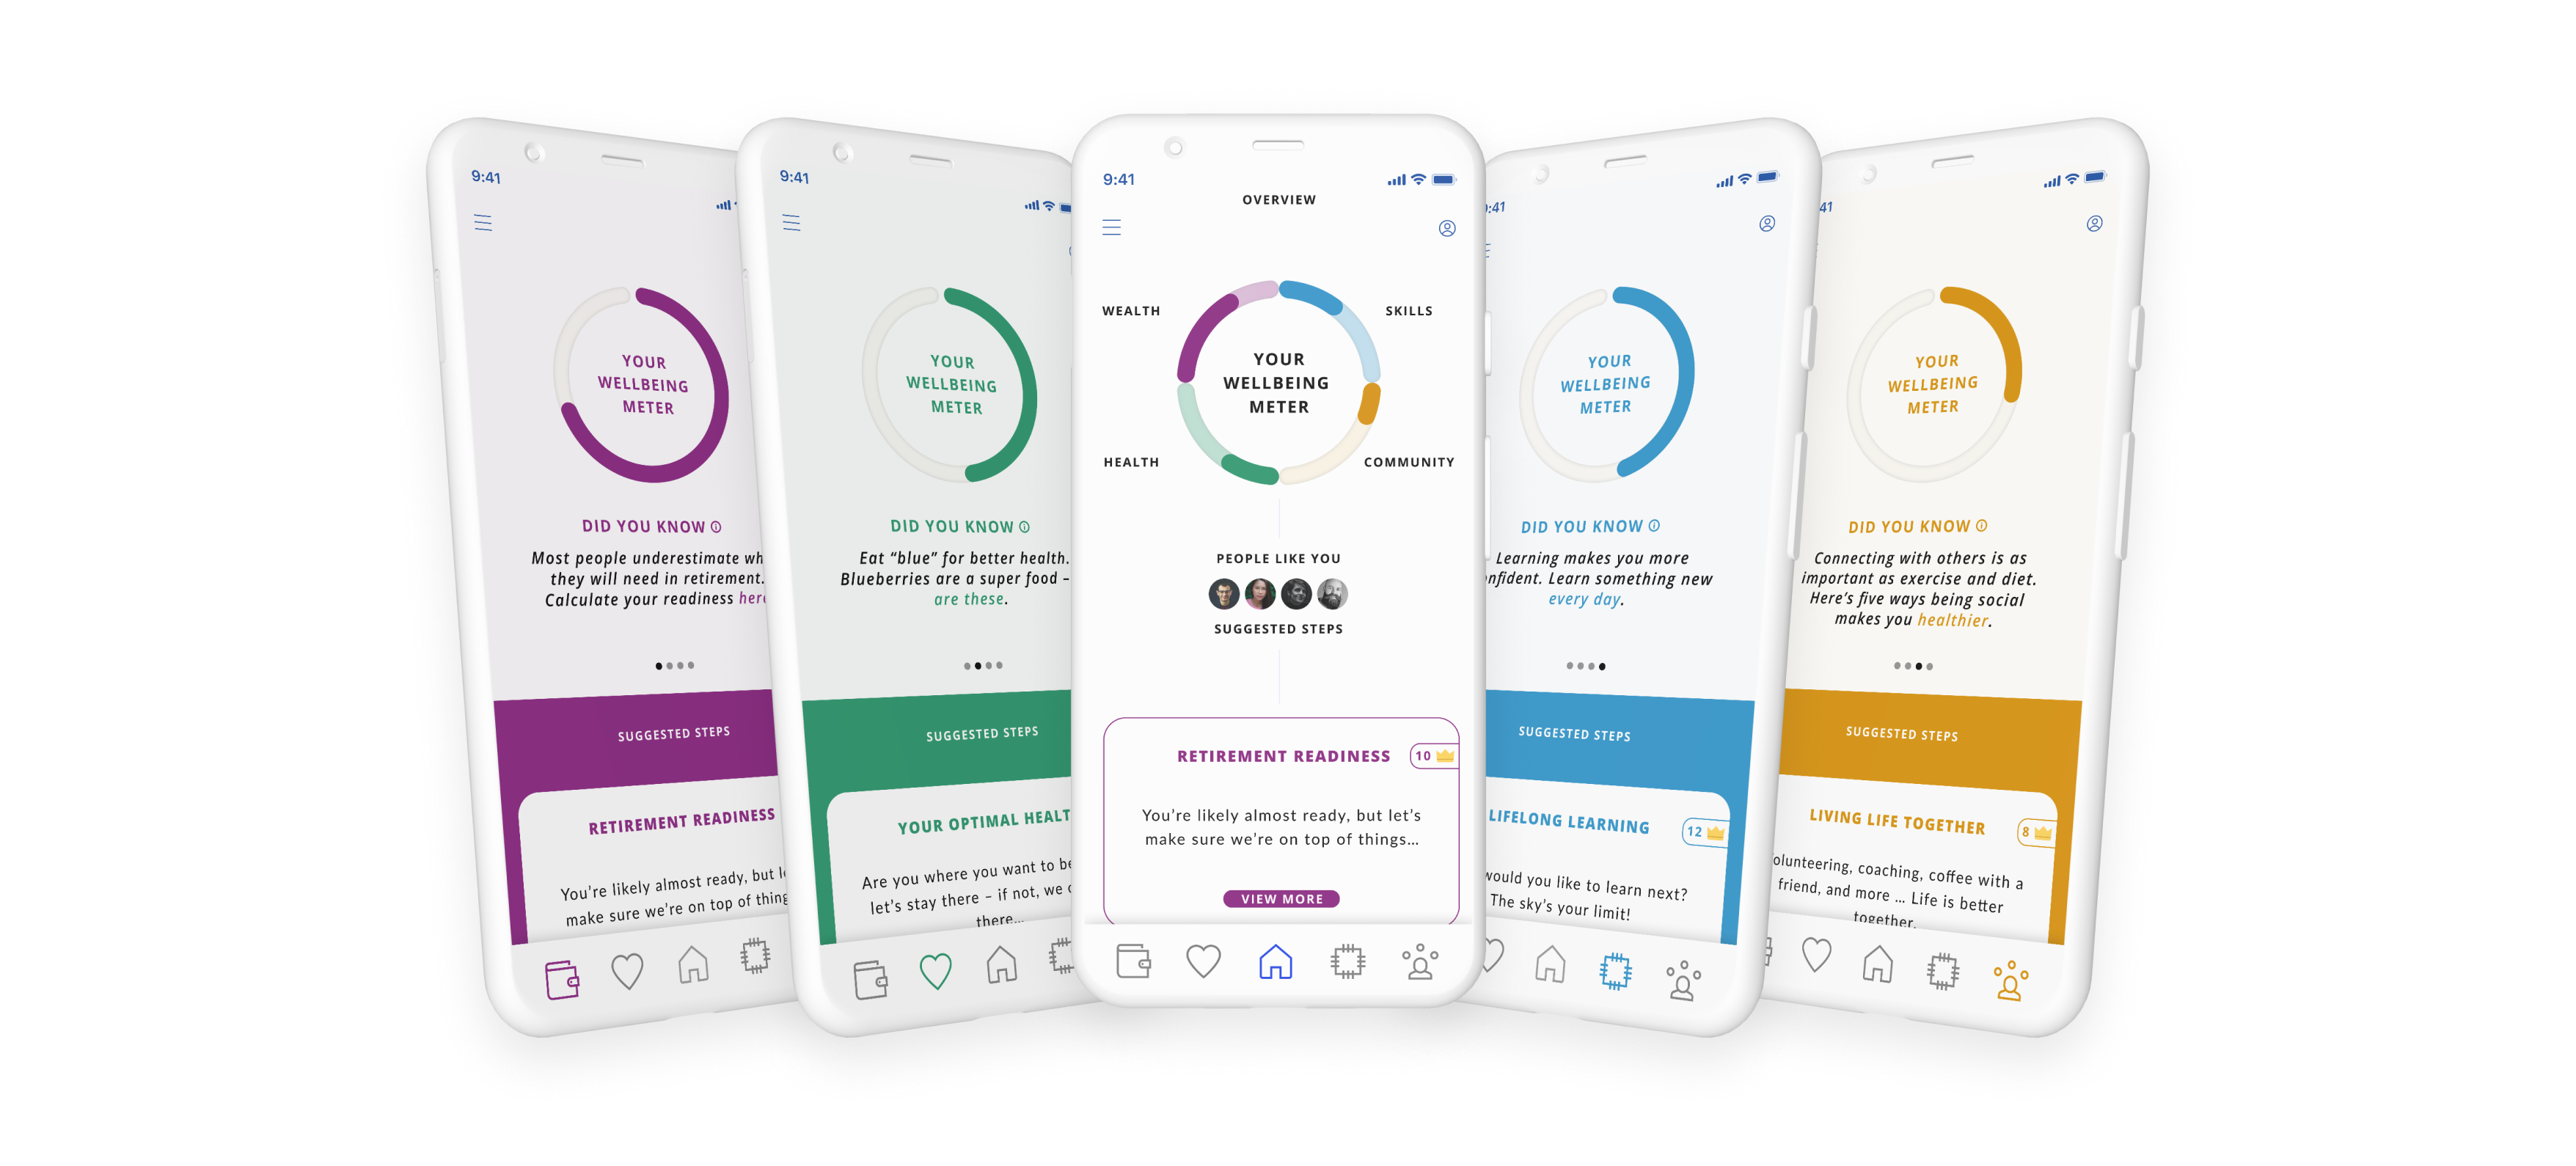 9:41
YOUR
WELLBEING
METER
DID YOU KNOW
Most people underestimate
they will need in retirement.
Calculate your readiness
SUGGESTED STEPS
RETIREMENT READINESS
You're likely almost ready, but
make sure we're on top of
9:41
YOUR
WELLBEING
METER
DID YOU KNOW
Eat “blue” for better health.
Blueberries are a super food –
are these.
SUGGESTED STEPS
YOUR OPTIMAL
Are you where you want to
let's stay there – if not, we
there...
9:41
OVERVIEW
WEALTH
SKILLS
YOUR
WELLBEING
METER
HEALTH
COMMUNITY
PEOPLE LIKE YOU
SUGGESTED STEPS
RETIREMENT READINESS
10
You’re likely almost ready, but let’s
make sure we’re on top of things...
VIEW MORE
YOUR
WELLBEING
METER
DID YOU KNOW
Learning makes you more
Learn something new
every day.
SUGGESTED STEPS
LIFELONG LEARNING
12
would you like to learn next?
The sky’s your limit!
YOUR
WELLBEING
METER
DID YOU KNOW
Connecting with others is as
important as exercise and diet.
Here’s five ways being social
makes you healthier.
SUGGESTED STEPS
LIVING LIFE TOGETHER
8
coaching, coffee with a
friend, and more ... Life is better
together.